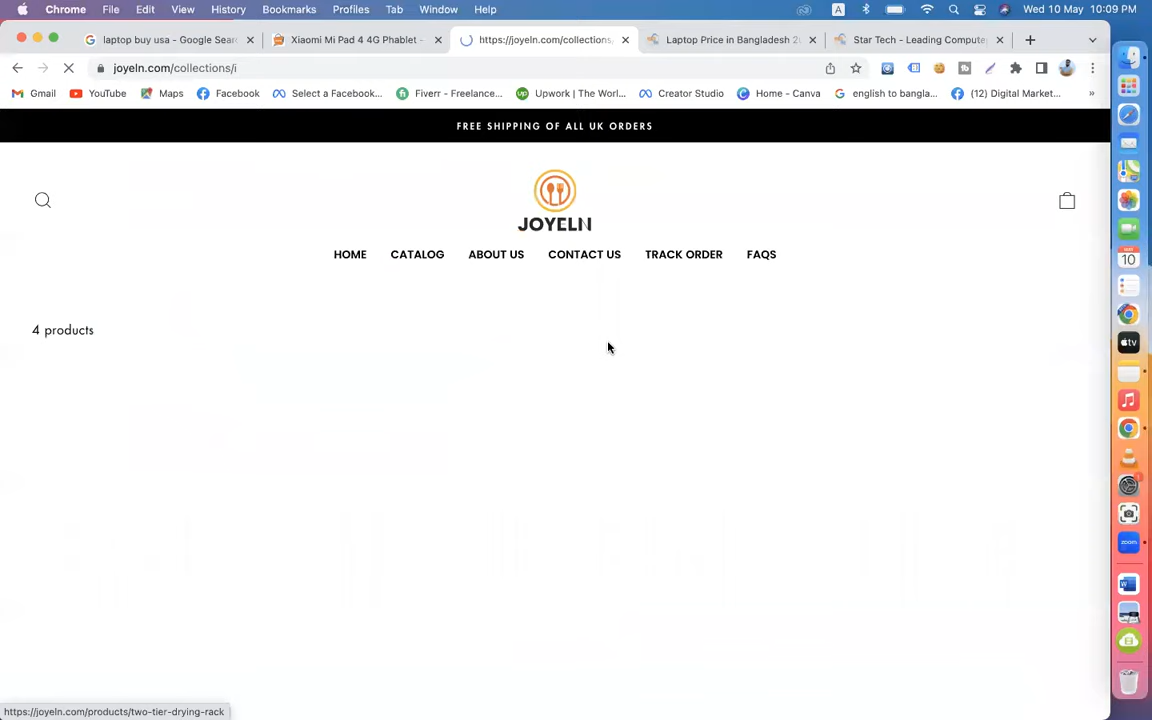 Chrome File Edit View History Bookmarks Profiles Tab Window Help A Wed 10 May 10:09 PM
laptop buy usa - Google Sear
Xiaomi Mi Pad 4 4G Phablet -
https://joyeln.com/collections/
Laptop Price in Bangladesh 2
Star Tech - Leading Compute
joyeln.com/collections/i
Gmail YouTube Maps Facebook Select a Facebook... Fiverr - Freelance... Upwork | The Worl... Creator Studio Home - Canva english to bangla... (12) Digital Market... »
FREE SHIPPING OF ALL UK ORDERS
JOYELN
HOME CATALOG ABOUT US CONTACT US TRACK ORDER FAQS
4 products
MAY
10
tv
zoom
https://joyeln.com/products/two-tier-drying-rack